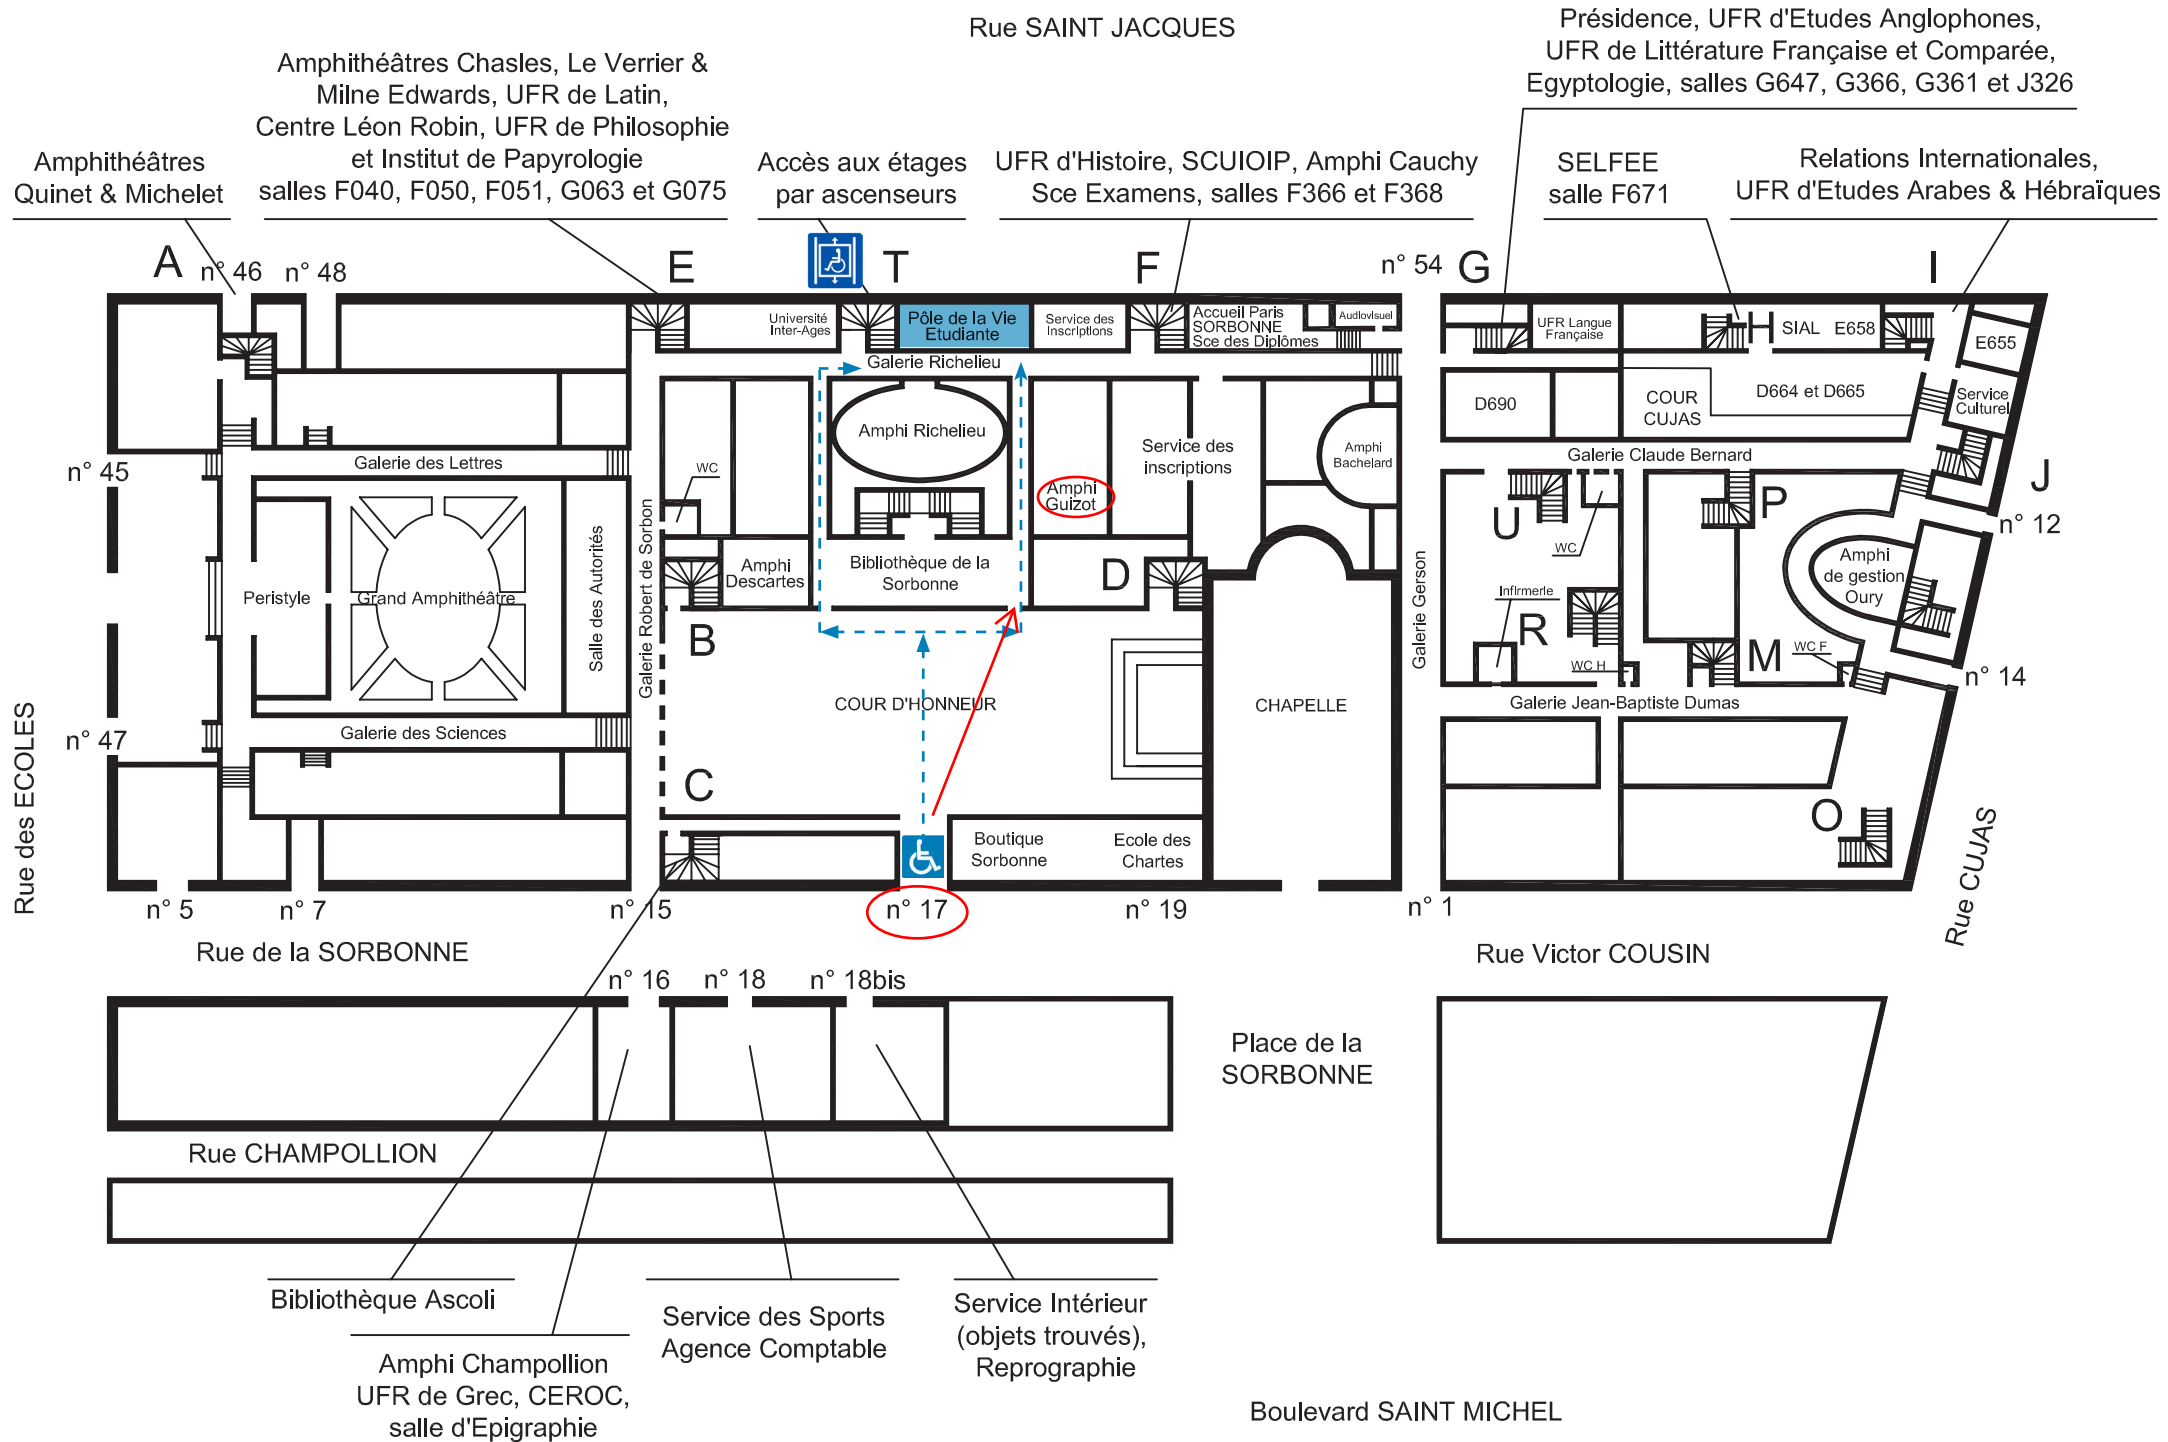 Rue SAINT JACQUES
Présidence, UFR d'Etudes Anglophones,
UFR de Littérature Française et Comparée,
Egyptologie, salles G647, G366, G361 et J326
Amphithéâtres Chasles, Le Verrier &
Milne Edwards, UFR de Latin,
Centre Léon Robin, UFR de Philosophie
et Institut de Papyrologie
salles F040, F050, F051, G063 et G075
Amphithéâtres
Quinet & Michelet
Accès aux étages
par ascenseurs
UFR d'Histoire, SCUIOIP, Amphi Cauchy
Sce Examens, salles F366 et F368
SELFEE
salle F671
Relations Internationales,
UFR d'Etudes Arabes & Hébraïques
A
n° 46
n° 48
E
T
F
n° 54
G
I
Université
Inter-Ages
Pôle de la Vie
Etudiante
Service des
Inscriptions
Accueil Paris
SORBONNE
Sce des Diplômes
Audiovisuel
UFR Langue
Française
SIAL
E658
E655
Galerie Richelieu
D690
COUR
CUJAS
D664 et D665
Service
Culturel
Amphi Richelieu
Service des
inscriptions
Amphi
Bachelard
Galerie des Lettres
WC
Galerie Claude Bernard
n° 45
Amphi
Guizot
U
P
J
n° 12
WC
Peristyle
Grand Amphithéâtre
Salle des Autorités
Galerie Robert de Sorbon
Amphi
Descartes
Bibliothèque de la
Sorbonne
D
Galerie Gerson
Amphi
de gestion
Oury
Infirmerie
R
B
M
WC F
WC H
n° 14
COUR D'HONNEUR
CHAPELLE
Galerie Jean-Baptiste Dumas
n° 47
Galerie des Sciences
C
O
Rue des ECOLES
Boutique
Sorbonne
Ecole des
Chartes
Rue CUJAS
n° 5
n° 7
n° 15
n° 17
n° 19
n° 1
Rue de la SORBONNE
Rue Victor COUSIN
n° 16
n° 18
n° 18bis
Place de la
SORBONNE
Rue CHAMPOLLION
Bibliothèque Ascoli
Service des Sports
Agence Comptable
Service Intérieur
(objets trouvés),
Reprographie
Amphi Champollion
UFR de Grec, CEROC,
salle d'Epigraphie
Boulevard SAINT MICHEL